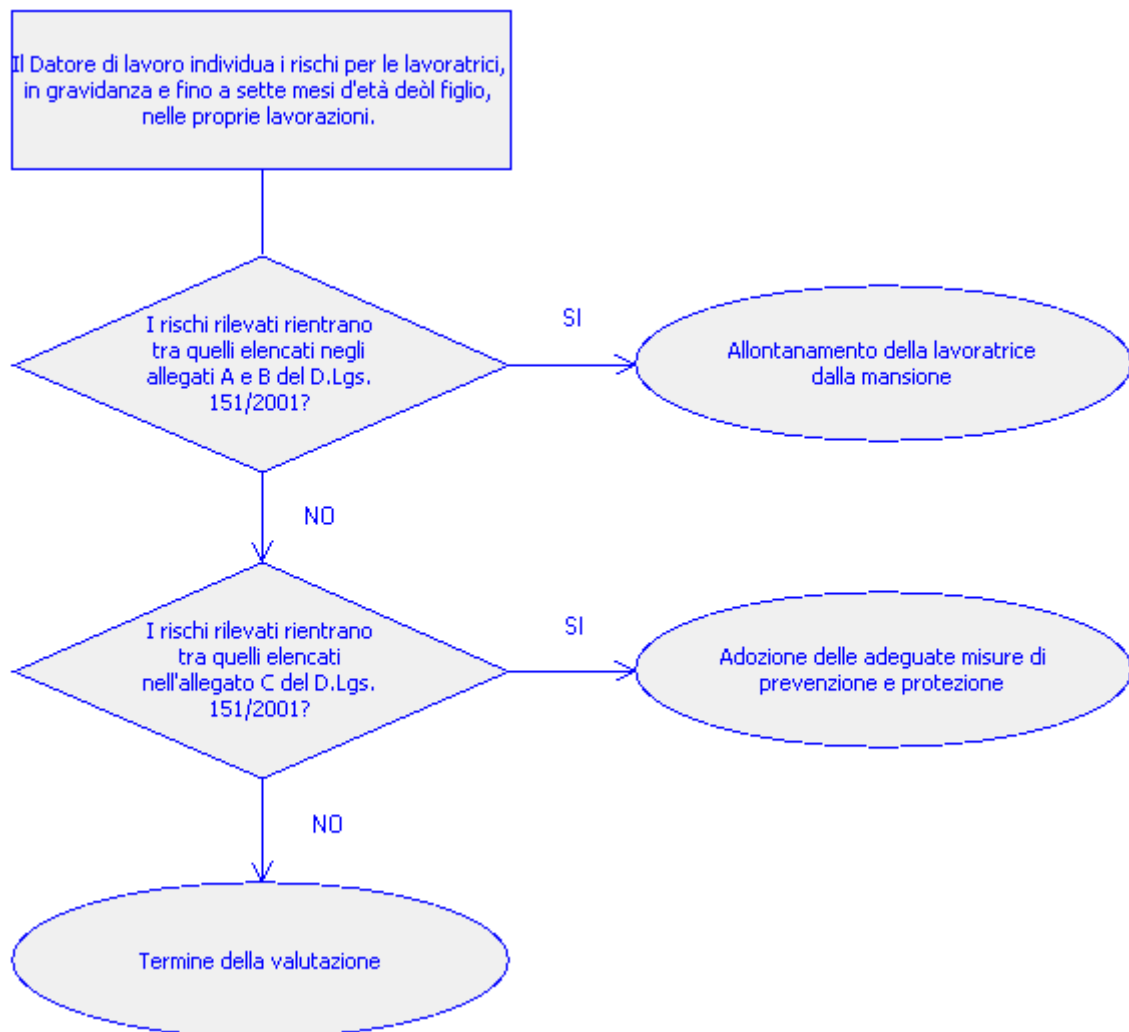 Il Datore di lavoro individua i rischi per le lavoratrici,
in gravidanza e fino a sette mesi d'età deòl figlio,
nelle proprie lavorazioni.
I rischi rilevati rientrano
tra quelli elencati negli
allegati A e B del D.Lgs.
151/2001?
SI
Allontanamento della lavoratrice
dalla mansione
NO
I rischi rilevati rientrano
tra quelli elencati
nell'allegato C del D.Lgs.
151/2001?
SI
Adozione delle adeguate misure di
prevenzione e protezione
NO
Termine della valutazione